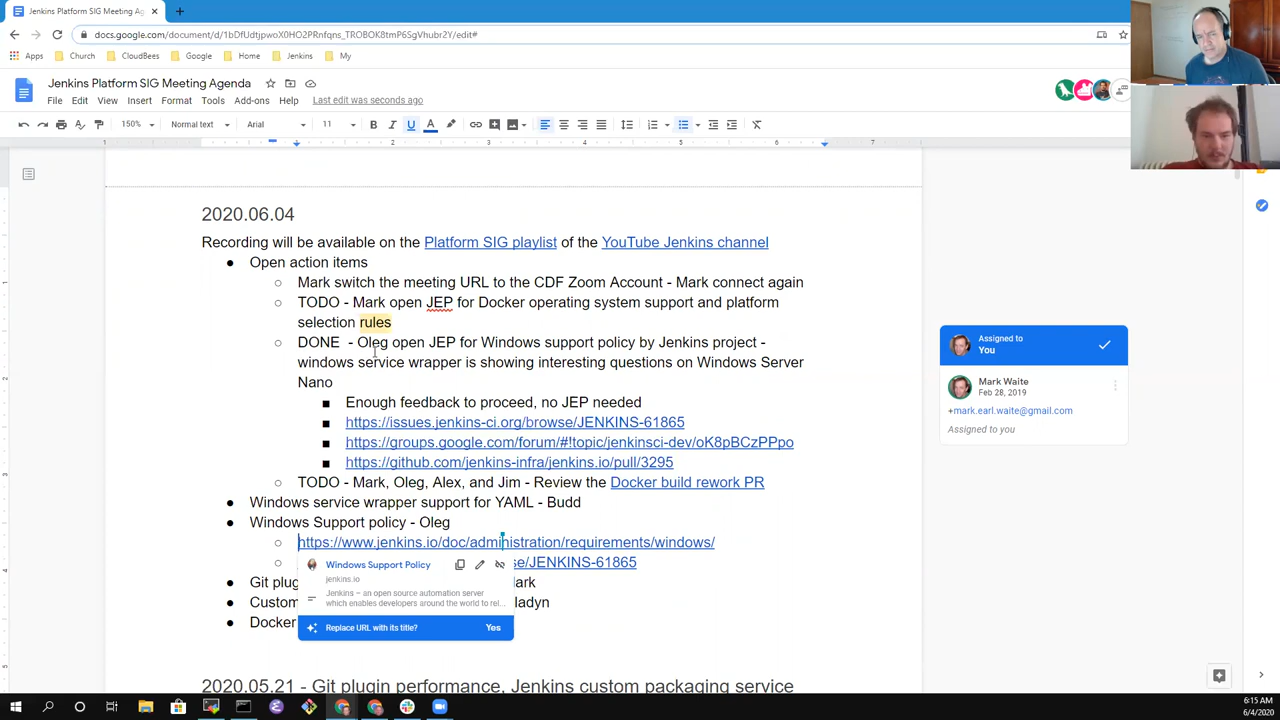 Jenkins Platform SIG Meeting Ag
docs.google.com/document/d/1bDfUdtjpwoX0HO2PRnfqns_TROBOK8tmP6SgVhubr2Y/edit#
Apps Church CloudBees Google Home Jenkins My
Jenkins Platform SIG Meeting Agenda
File Edit View Insert Format Tools Add-ons Help Last edit was seconds ago
150% Normal text Arial 11 B I U A
1 2 3 4 5 6 7
2020.06.04
Recording will be available on the Platform SIG playlist of the YouTube Jenkins channel
● Open action items
○ Mark switch the meeting URL to the CDF Zoom Account - Mark connect again
○ TODO - Mark open JEP for Docker operating system support and platform
selection rules
○ DONE - Oleg open JEP for Windows support policy by Jenkins project -
windows service wrapper is showing interesting questions on Windows Server
Nano
■ Enough feedback to proceed, no JEP needed
■ https://issues.jenkins-ci.org/browse/JENKINS-61865
■ https://groups.google.com/forum/#!topic/jenkinsci-dev/oK8pBCzPPpo
■ https://github.com/jenkins-infra/jenkins.io/pull/3295
○ TODO - Mark, Oleg, Alex, and Jim - Review the Docker build rework PR
● Windows service wrapper support for YAML - Budd
● Windows Support policy - Oleg
○ https://www.jenkins.io/doc/administration/requirements/windows/
○ se/JENKINS-61865
● Git plug ark
● Custom ladyn
● Docker
Windows Support Policy
jenkins.io
Jenkins – an open source automation server
which enables developers around the world to rel...
Replace URL with its title? Yes
2020.05.21 - Git plugin performance, Jenkins custom packaging service
Assigned to
You
Mark Waite
Feb 28, 2019
+mark.earl.waite@gmail.com
Assigned to you
6:15 AM
6/4/2020